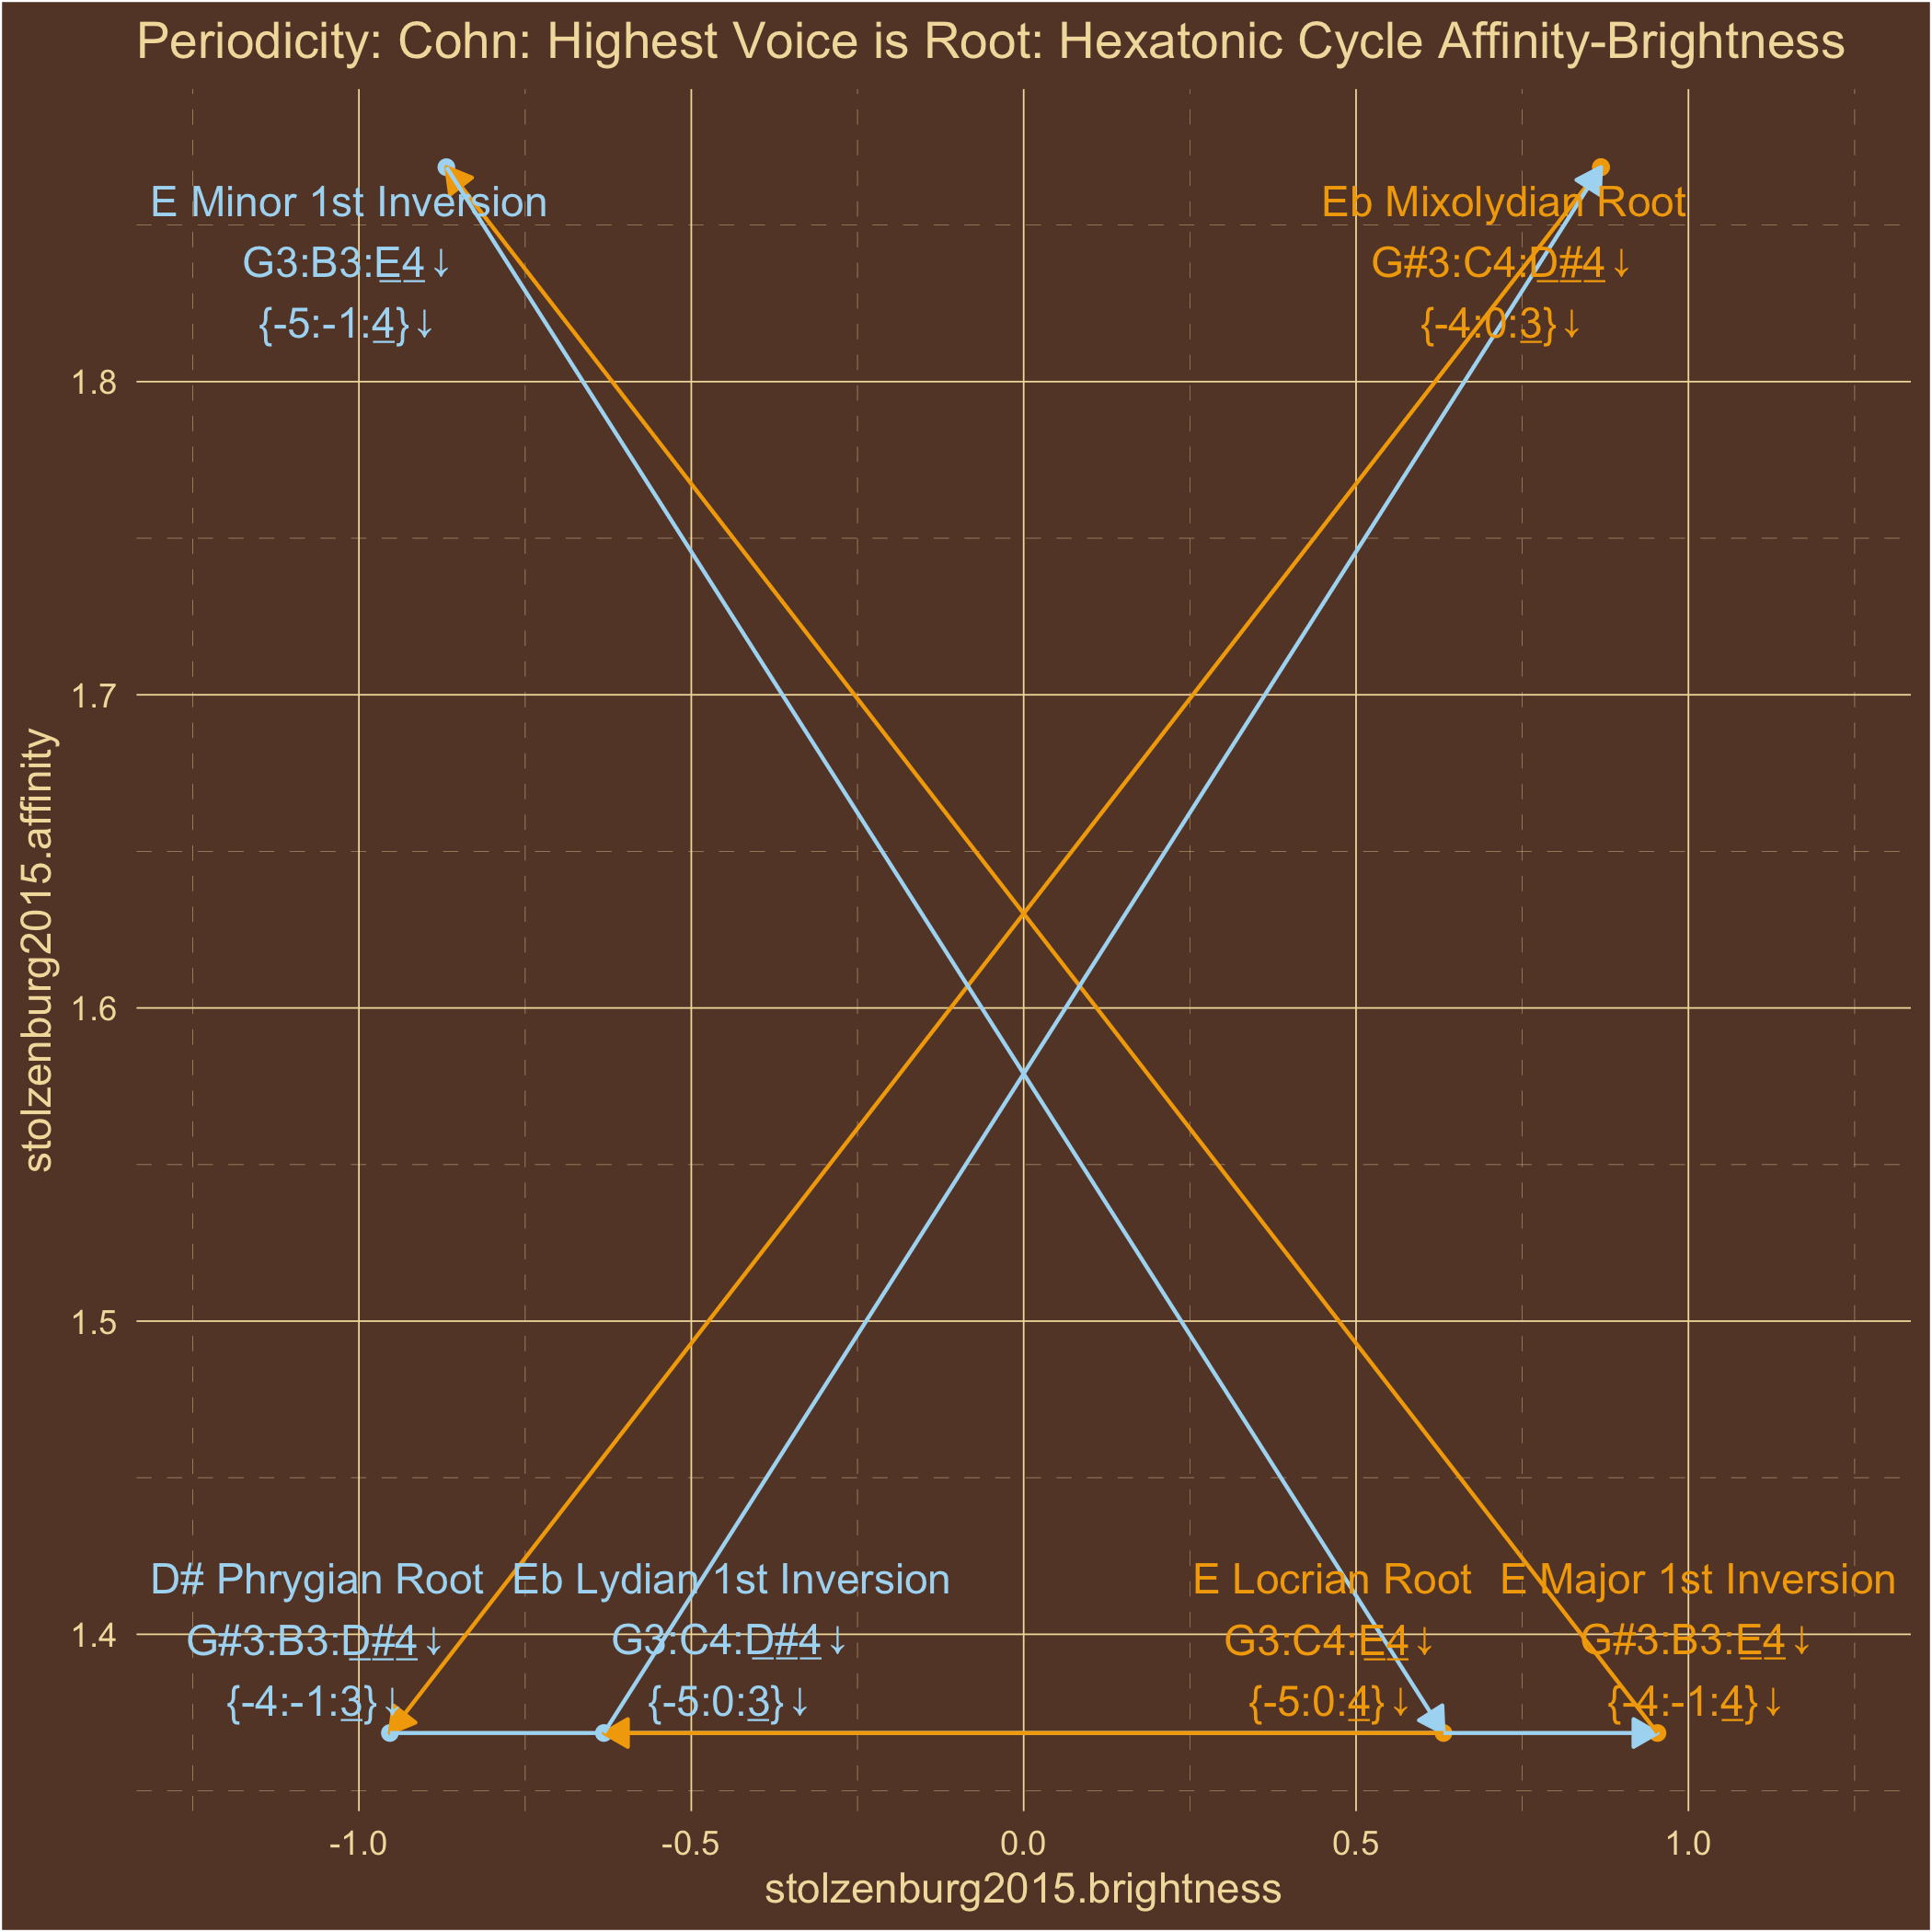 Periodicity: Cohn: Highest Voice is Root: Hexatonic Cycle Affinity-Brightness
E Minor 1st Inversion
G3:B3:E4↓
{-5:-1:4}↓
Eb Mixolydian Root
G#3:C4:D#4↓
{-4:0:3}↓
1.8
1.7
1.6
1.5
1.4
stolzenburg2015.affinity
D# Phrygian Root
G#3:B3:D#4↓
{-4:-1:3}↓
Eb Lydian 1st Inversion
G3:C4:D#4↓
{-5:0:3}↓
E Locrian Root
G3:C4:E4↓
{-5:0:4}↓
E Major 1st Inversion
G#3:B3:E4↓
{-4:-1:4}↓
-1.0
-0.5
0.0
0.5
1.0
stolzenburg2015.brightness